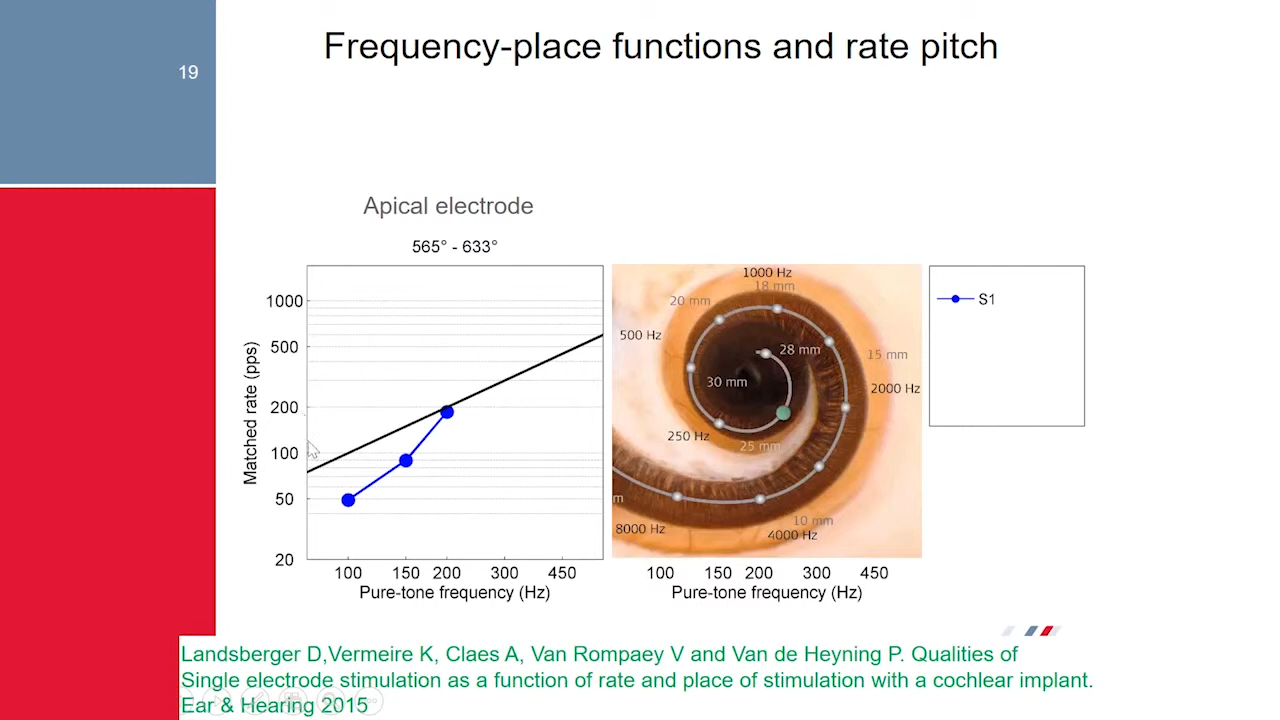 Frequency-place functions and rate pitch
19
Apical electrode
565° - 633°
1000
500
200
100
50
20
Matched rate (pps)
100 150 200 300 450
Pure-tone frequency (Hz)
1000 Hz
18 mm
20 mm
500 Hz
28 mm
15 mm
30 mm
2000 Hz
250 Hz
25 mm
m
10 mm
8000 Hz
4000 Hz
100 150 200 300 450
Pure-tone frequency (Hz)
S1
Landsberger D,Vermeire K, Claes A, Van Rompaey V and Van de Heyning P. Qualities of
Single electrode stimulation as a function of rate and place of stimulation with a cochlear implant.
Ear & Hearing 2015